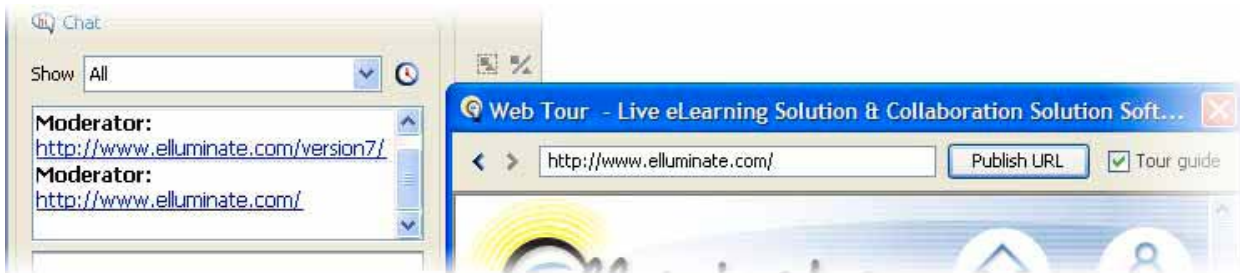 Chat
Show All
Moderator:
http://www.elluminate.com/version7/
Moderator:
http://www.elluminate.com/
Web Tour - Live eLearning Solution & Collaboration Solution Soft...
http://www.elluminate.com/ Publish URL Tour guide